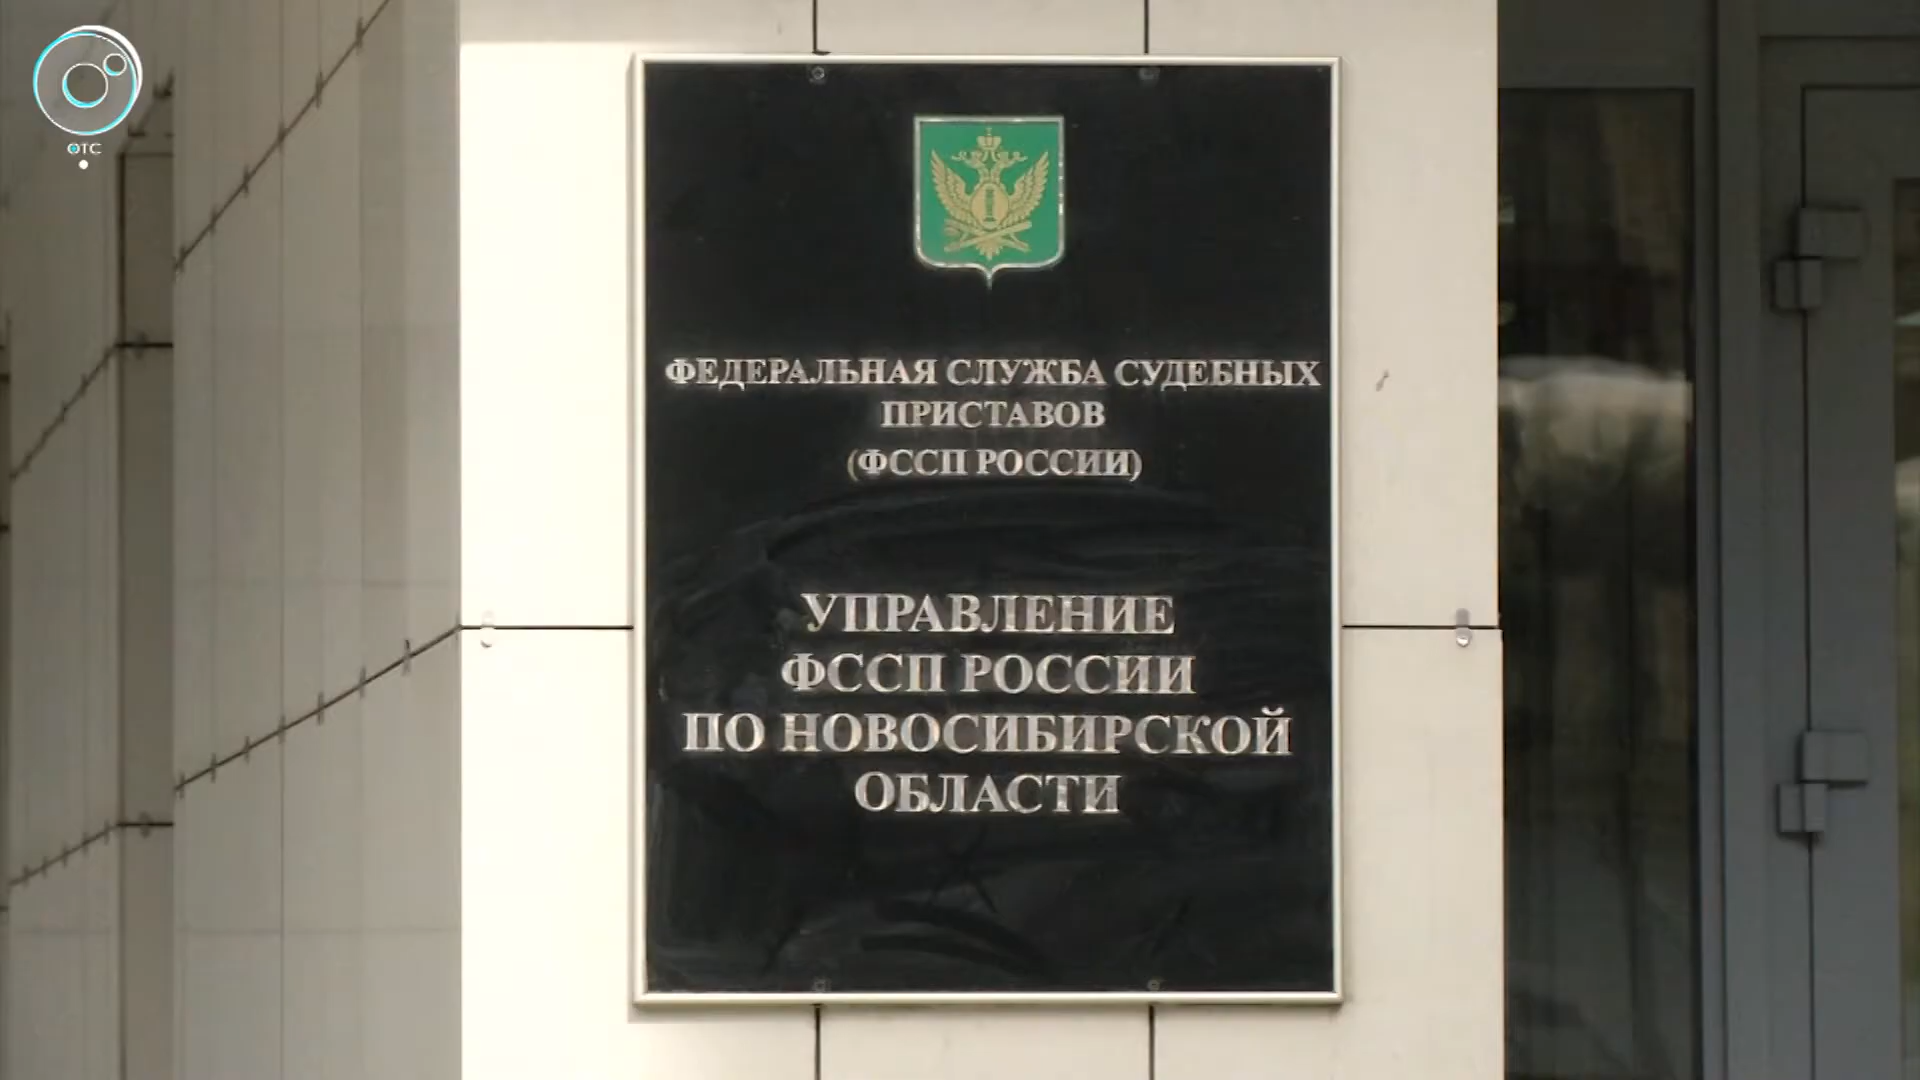 ОТС
ФЕДЕРАЛЬНАЯ СЛУЖБА СУДЕБНЫХ
ПРИСТАВОВ
(ФССП РОССИИ)
УПРАВЛЕНИЕ
ФССП РОССИИ
ПО НОВОСИБИРСКОЙ
ОБЛАСТИ